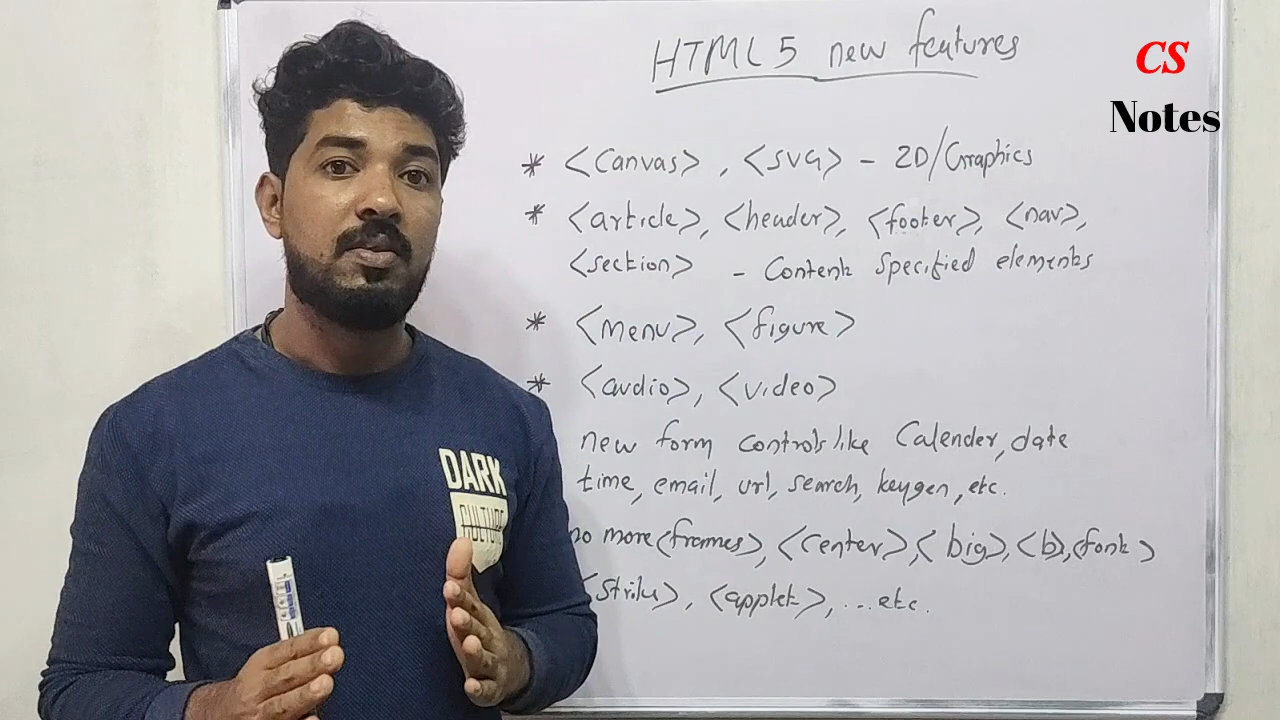 HTML5 new features
CS
Notes
* <Canvas>, <SVG> - 2D/Graphics
* <article>, <header>, <footer>, <nav>,
<section> - Content specified elements
* <Menu>, <figure>
* <audio>, <video>
new form controls like Calender, date
time, email, url, search, keygen, etc.
no more <frames>, <center>, <big>, <b>, <font>
<strike>, <applet>, ... etc.
DARK
CULTURE